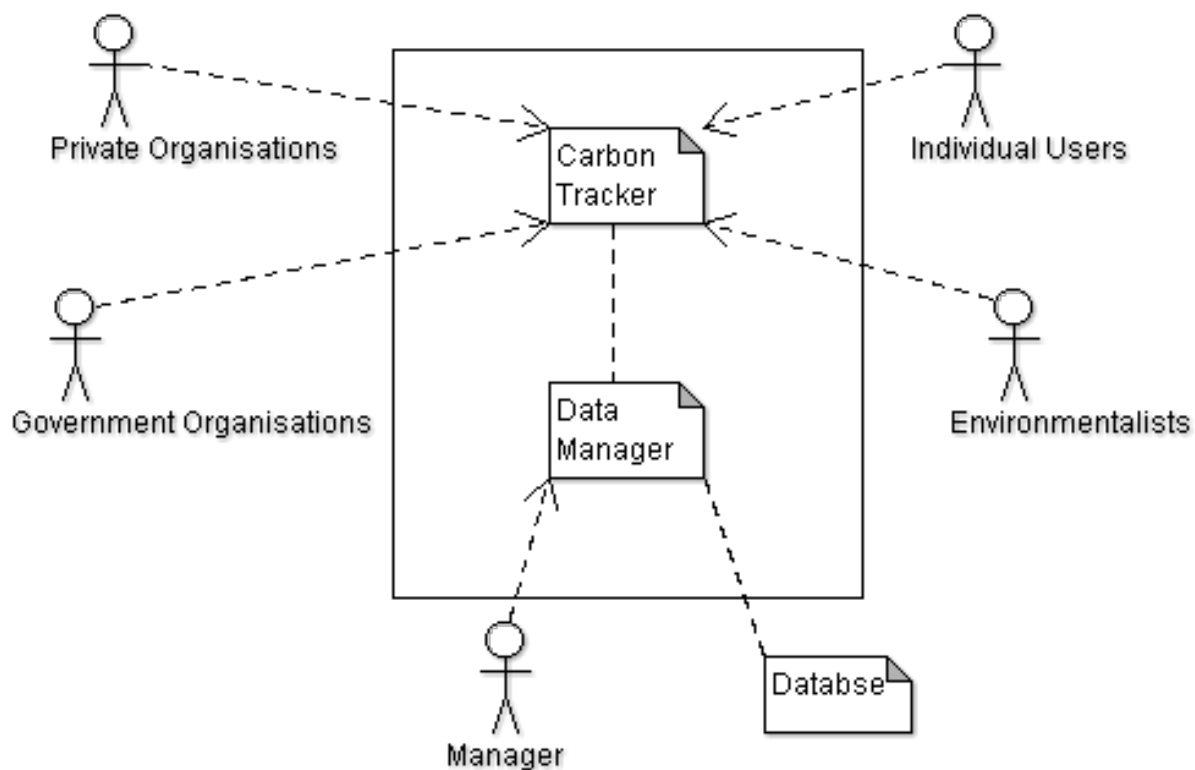 Private Organisations
Individual Users
Carbon
Tracker
Government Organisations
Environmentalists
Data
Manager
Databse
Manager